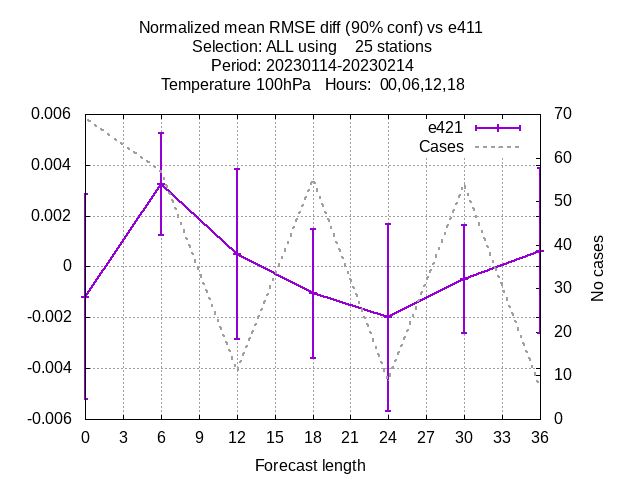 Normalized mean RMSE diff (90% conf) vs e411
Selection: ALL using    25 stations
Period: 20230114-20230214
Temperature 100hPa   Hours:  00,06,12,18
0.006
0.004
0.002
0
-0.002
-0.004
-0.006
e421
Cases
70
60
50
40
30
20
10
0
No cases
0 3 6 9 12 15 18 21 24 27 30 33 36
Forecast length